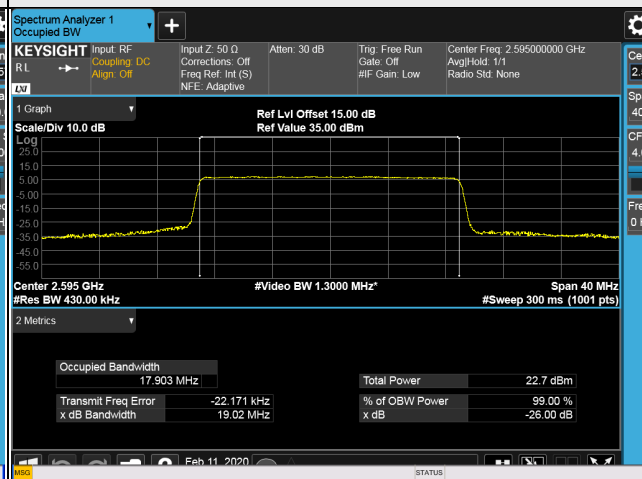 Spectrum Analyzer 1
Occupied BW
KEYSIGHT
RL
LXI
Input: RF
Coupling: DC
Align: Off
Input Z: 50 Ω
Corrections: Off
Freq Ref: Int (S)
NFE: Adaptive
Atten: 30 dB
Trig: Free Run
Gate: Off
#IF Gain: Low
Center Freq: 2.595000000 GHz
Avg|Hold: 1/1
Radio Std: None
1 Graph
Scale/Div 10.0 dB
Ref Lvl Offset 15.00 dB
Ref Value 35.00 dBm
Log
25.0
15.0
5.00
-5.00
-15.0
-25.0
-35.0
-45.0
-55.0
Center 2.595 GHz
#Res BW 430.00 kHz
#Video BW 1.3000 MHz*
Span 40 MHz
#Sweep 300 ms (1001 pts)
2 Metrics
Occupied Bandwidth
17.903 MHz
Transmit Freq Error -22.171 kHz
x dB Bandwidth 19.02 MHz
Total Power 22.7 dBm
% of OBW Power 99.00 %
x dB -26.00 dB
Feb 11, 2020
MSG
STATUS